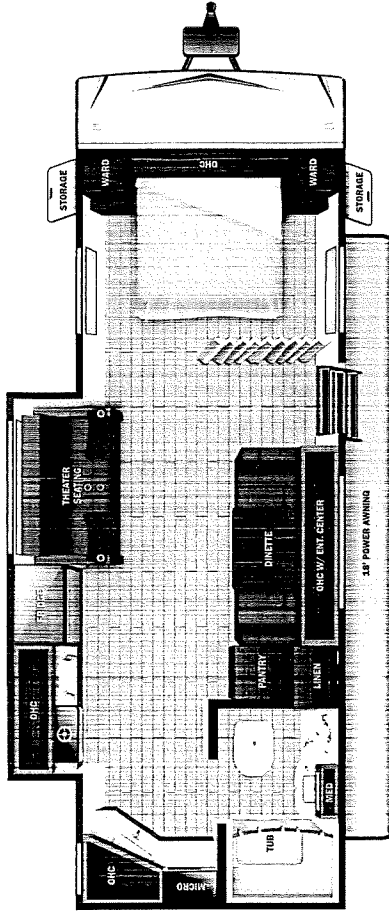 STORAGE
WARD
OHC
WARD
STORAGE
THEATER
SEATING
FRIDGE
OHC
DINETTE
OHC W/ ENT. CENTER
18' POWER AWNING
PANTRY
LINEN
MED
TUB
OHC
MICRO